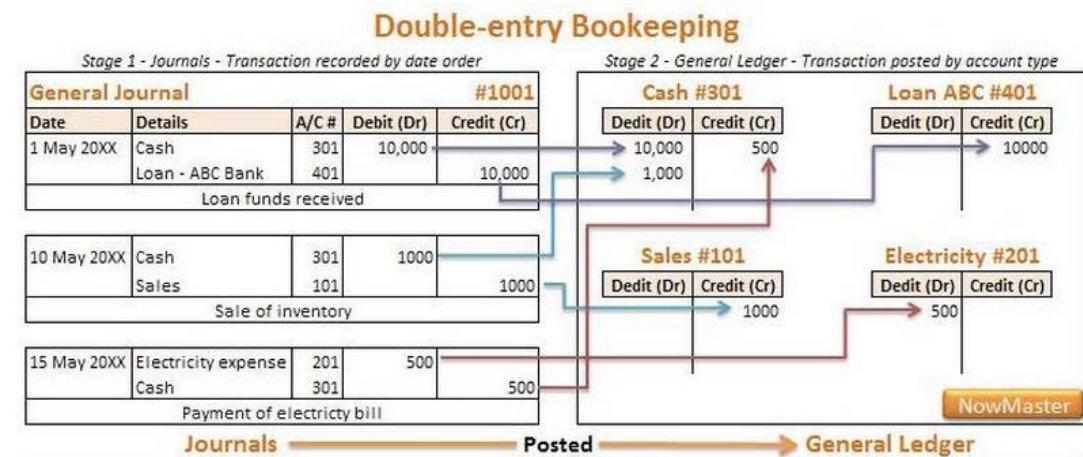 Double-entry Bookeeping
Stage 1 - Journals - Transaction recorded by date order
General Journal #1001
Date Details A/C # Debit (Dr) Credit (Cr)
1 May 20XX Cash 301 10,000
Loan - ABC Bank 401 10,000
Loan funds received
10 May 20XX Cash 301 1000
Sales 101 1000
Sale of inventory
15 May 20XX Electricity expense 201 500
Cash 301 500
Payment of electricty bill
Stage 2 - General Ledger - Transaction posted by account type
Cash #301 Loan ABC #401
Dedit (Dr) Credit (Cr) Dedit (Dr) Credit (Cr)
10,000 500 10000
1,000
Sales #101 Electricity #201
Dedit (Dr) Credit (Cr) Dedit (Dr) Credit (Cr)
1000 500
NowMaster
Journals Posted General Ledger